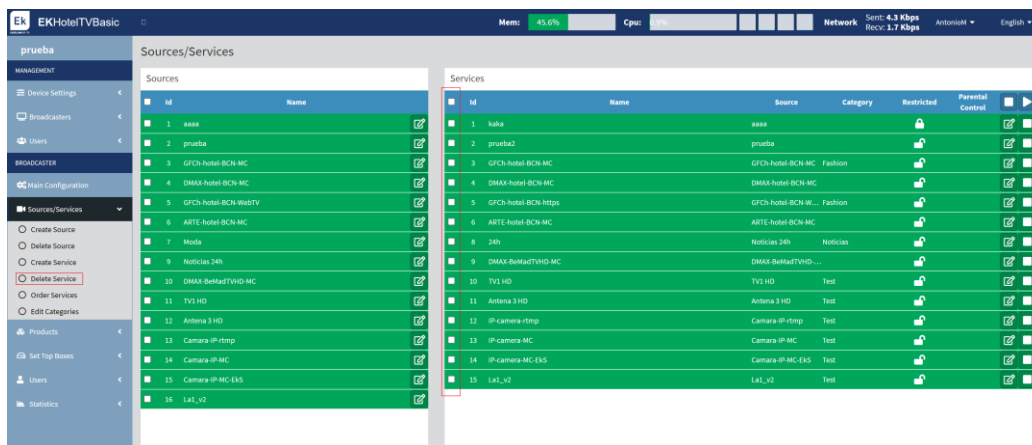 Ek EKHotelTVBasic Mem: 45.6% Cpu: Network Sent: 4.3 Kbps AntonioM English
Recv: 1.7 Kbps
prueba
MANAGEMENT
Device Settings
Broadcasters
Users
BROADCASTER
Main Configuration
Sources/Services
Create Source
Delete Source
Create Service
Delete Service
Order Services
Edit Categories
Products
Set Top Boxes
Users
Statistics
Sources/Services
Sources
Id Name
1 aaaa
2 prueba
3 GFCh-hotel-BCN-MC
4 DMAX-hotel-BCN-MC
5 GFCh-hotel-BCN-WebTV
6 ARTE-hotel-BCN-MC
7 Moda
9 Noticias 24h
10 DMAX-BeMadTVHD-MC
11 TV1 HD
12 Antena 3 HD
13 Camara-IP-rtmp
14 Camara-IP-MC
15 Camara-IP-MC-EkS
16 La1_v2
Services
Id Name Source Category Restricted Parental Control
1 kaka aaaa
2 prueba2 prueba
3 GFCh-hotel-BCN-MC GFCh-hotel-BCN-MC Fashion
4 DMAX-hotel-BCN-MC DMAX-hotel-BCN-MC
5 GFCh-hotel-BCN-https GFCh-hotel-BCN-W... Fashion
6 ARTE-hotel-BCN-MC ARTE-hotel-BCN-MC
8 24h Noticias 24h Noticias
9 DMAX-BeMadTVHD-MC DMAX-BeMadTVHD-...
10 TV1 HD TV1 HD Test
11 Antena 3 HD Antena 3 HD Test
12 IP-camera-rtmp Camara-IP-rtmp Test
13 IP-camera-MC Camara-IP-MC Test
14 IP-camera-MC-EkS Camara-IP-MC-EkS Test
15 La1_v2 La1_v2 Test